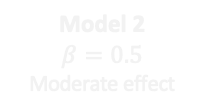 Model 2
β = 0.5
Moderate effect